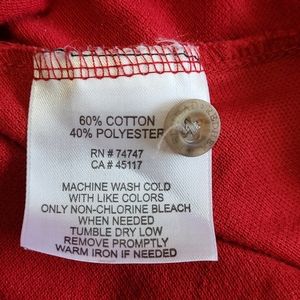 60% COTTON
40% POLYESTER
RN # 74747
CA # 45117
MACHINE WASH COLD
WITH LIKE COLORS
ONLY NON-CHLORINE BLEACH
WHEN NEEDED
TUMBLE DRY LOW
REMOVE PROMPTLY
WARM IRON IF NEEDED